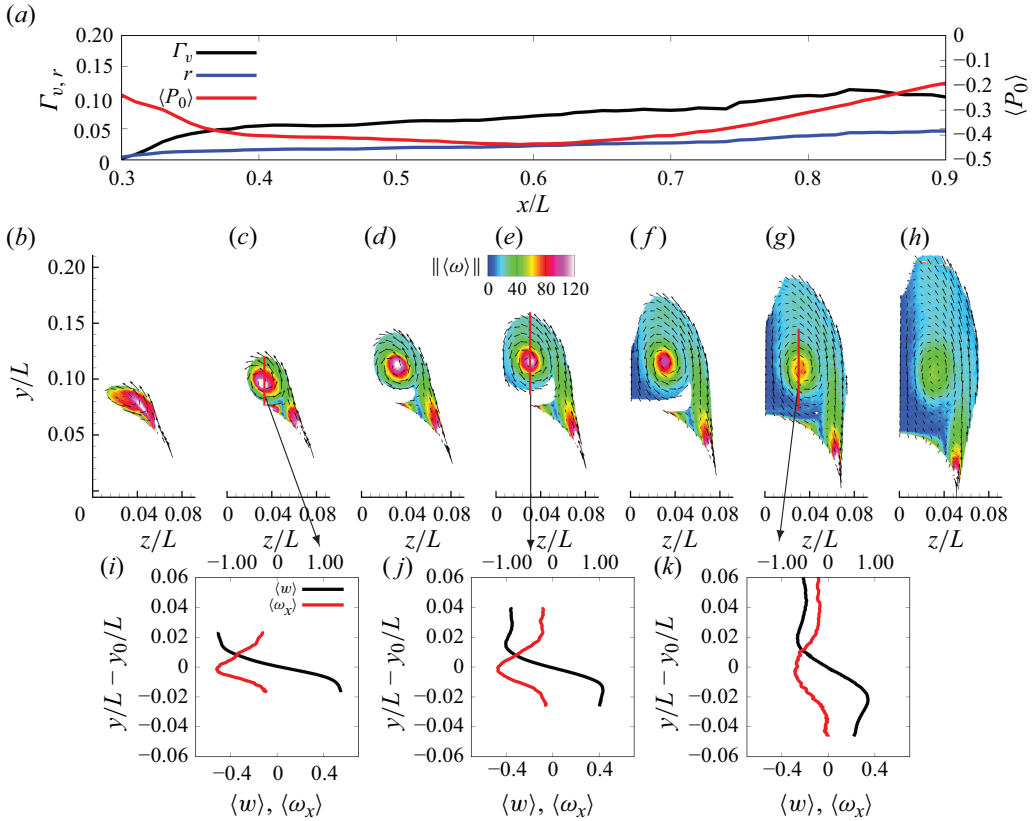 (a)
0.20
0.15
0.10
0.05
0
Γv, r
Γv
r
⟨P0⟩
0
−0.1
−0.2
−0.3
−0.4
−0.5
⟨P0⟩
0.3 0.4 0.5 0.6 0.7 0.8 0.9
x/L
(b) (c) (d) (e) (f) (g) (h)
‖⟨ω⟩‖
0 40 80 120
0.20
0.15
0.10
0.05
0
y/L
0 0.04 0.08 0 0.04 0.08 0 0.04 0.08 0 0.04 0.08 0 0.04 0.08 0 0.04 0.08 0 0.04 0.08
z/L z/L z/L z/L z/L z/L z/L
(i) (j) (k)
−1.00 0 1.00 −1.00 0 1.00 −1.00 0 1.00
⟨w⟩
⟨ωx⟩
0.06 0.06 0.06
0.04 0.04 0.04
0.02 0.02 0.02
0 0 0
−0.02 −0.02 −0.02
−0.04 −0.04 −0.04
−0.06 −0.06 −0.06
y/L − y0/L y/L − y0/L y/L − y0/L
−0.4 0 0.4 −0.4 0 0.4 −0.4 0 0.4
⟨w⟩, ⟨ωx⟩ ⟨w⟩, ⟨ωx⟩ ⟨w⟩, ⟨ωx⟩